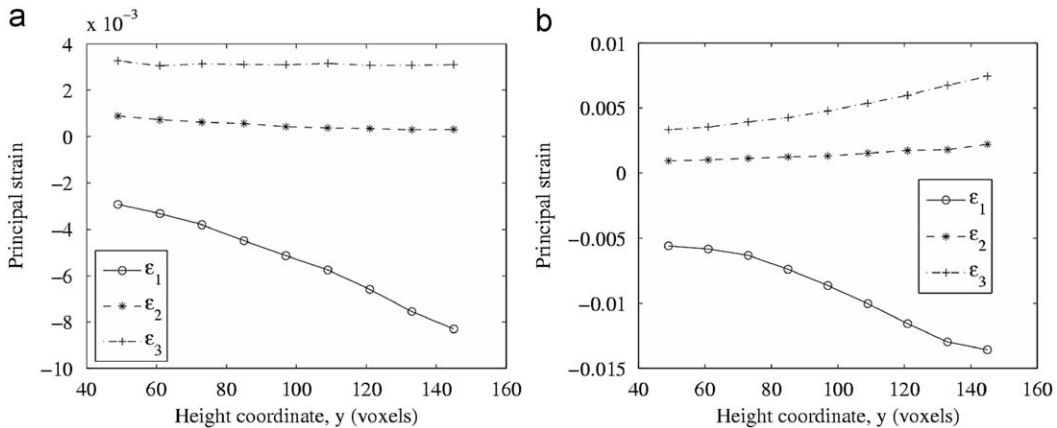 a
x 10⁻³
4
2
0
−2
−4
−6
−8
−10
40 60 80 100 120 140 160
Principal strain
Height coordinate, y (voxels)
ε₁
ε₂
ε₃
b
0.01
0.005
0
−0.005
−0.01
−0.015
40 60 80 100 120 140 160
Principal strain
Height coordinate, y (voxels)
ε₁
ε₂
ε₃